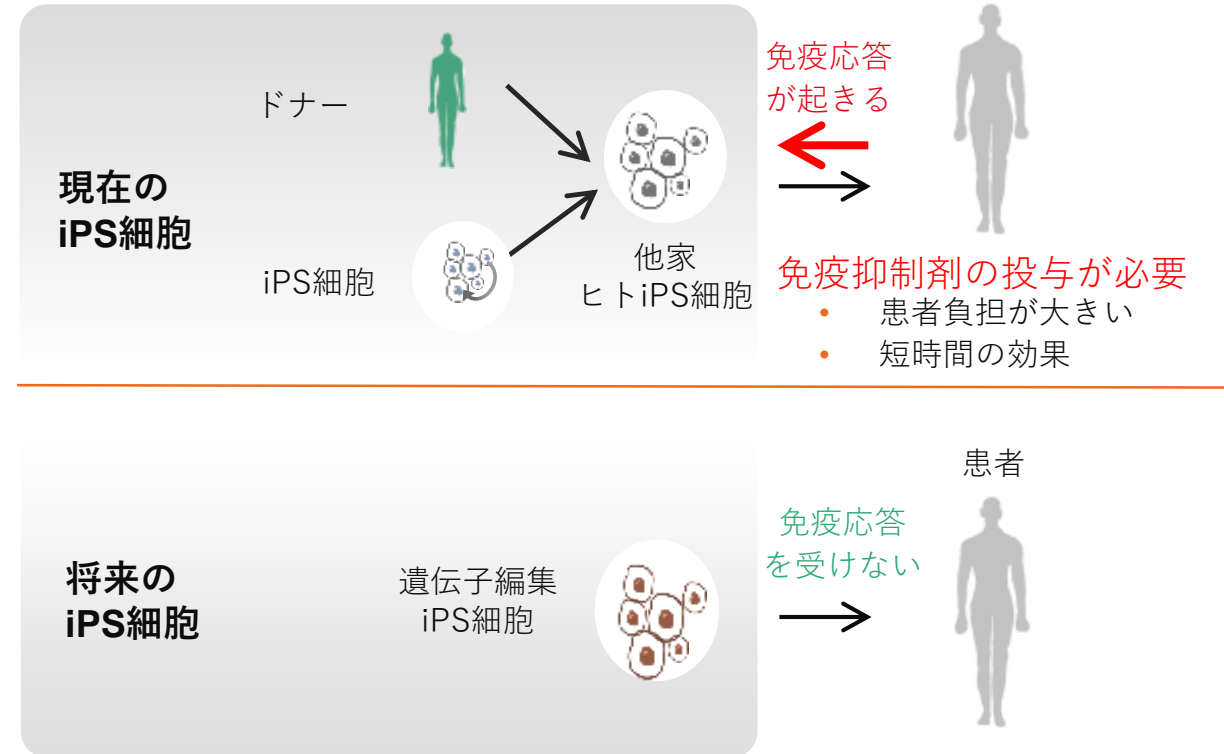 現在の
iPS細胞
ドナー
iPS細胞
他家
ヒトiPS細胞
免疫応答
が起きる
免疫抑制剤の投与が必要
• 患者負担が大きい
• 短時間の効果
将来の
iPS細胞
遺伝子編集
iPS細胞
免疫応答
を受けない
患者